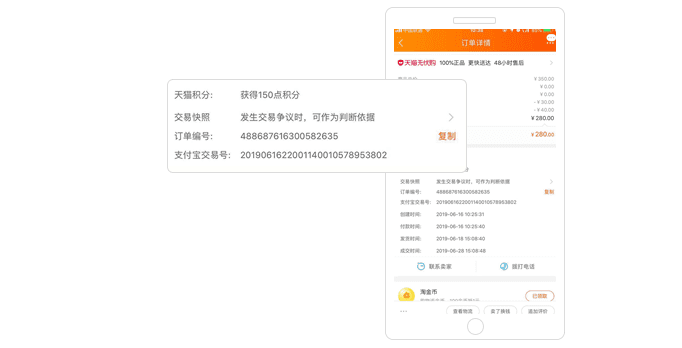 10:34
订单详情
天猫无忧购 100%正品 更快送达 48小时售后
¥350.00
¥0.00
¥0.00
-¥30.00
-¥40.00
¥280.00
¥280.00
天猫积分: 获得150点积分
交易快照 发生交易争议时，可作为判断依据
订单编号: 488687616300582635 复制
支付宝交易号: 2019061622001140010578953802
交易快照 发生交易争议时，可作为判断依据
订单编号: 488687616300582635 复制
支付宝交易号: 2019061622001140010578953802
创建时间: 2019-06-16 10:25:31
付款时间: 2019-06-16 10:25:40
发货时间: 2019-06-18 15:08:40
成交时间: 2019-06-28 15:08:46
联系卖家 拨打电话
淘金币 已领取
查看物流 卖了换钱 追加评价